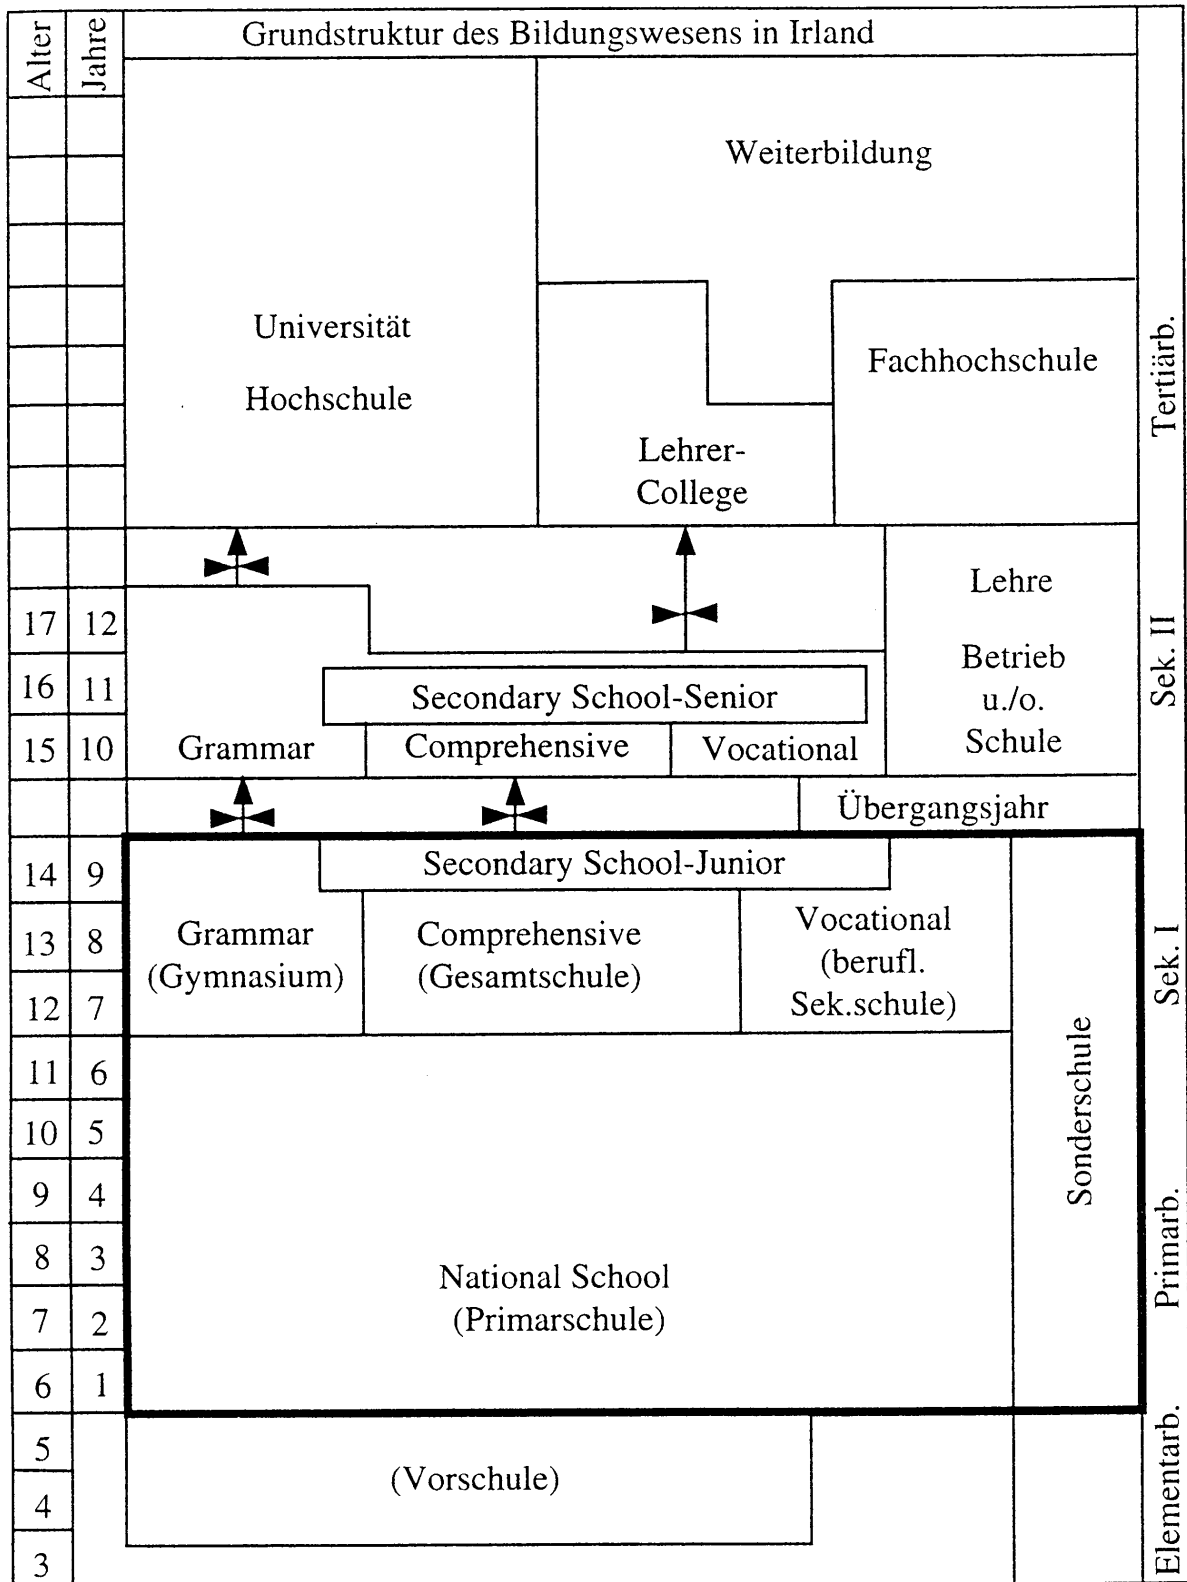 Grundstruktur des Bildungswesens in Irland
Alter
Jahre
Weiterbildung
Universität
Hochschule
Fachhochschule
Lehrer-
College
Tertiärb.
Lehre
Betrieb
u./o.
Schule
Sek. II
17 12
16 11
Secondary School-Senior
15 10
Grammar
Comprehensive
Vocational
Übergangsjahr
14 9
Secondary School-Junior
13 8
Grammar
(Gymnasium)
Comprehensive
(Gesamtschule)
Vocational
(berufl.
Sek.schule)
Sek. I
12 7
11 6
10 5
9 4
8 3
7 2
6 1
Sonderschule
National School
(Primarschule)
Primarb.
5
4
3
(Vorschule)
Elementarb.